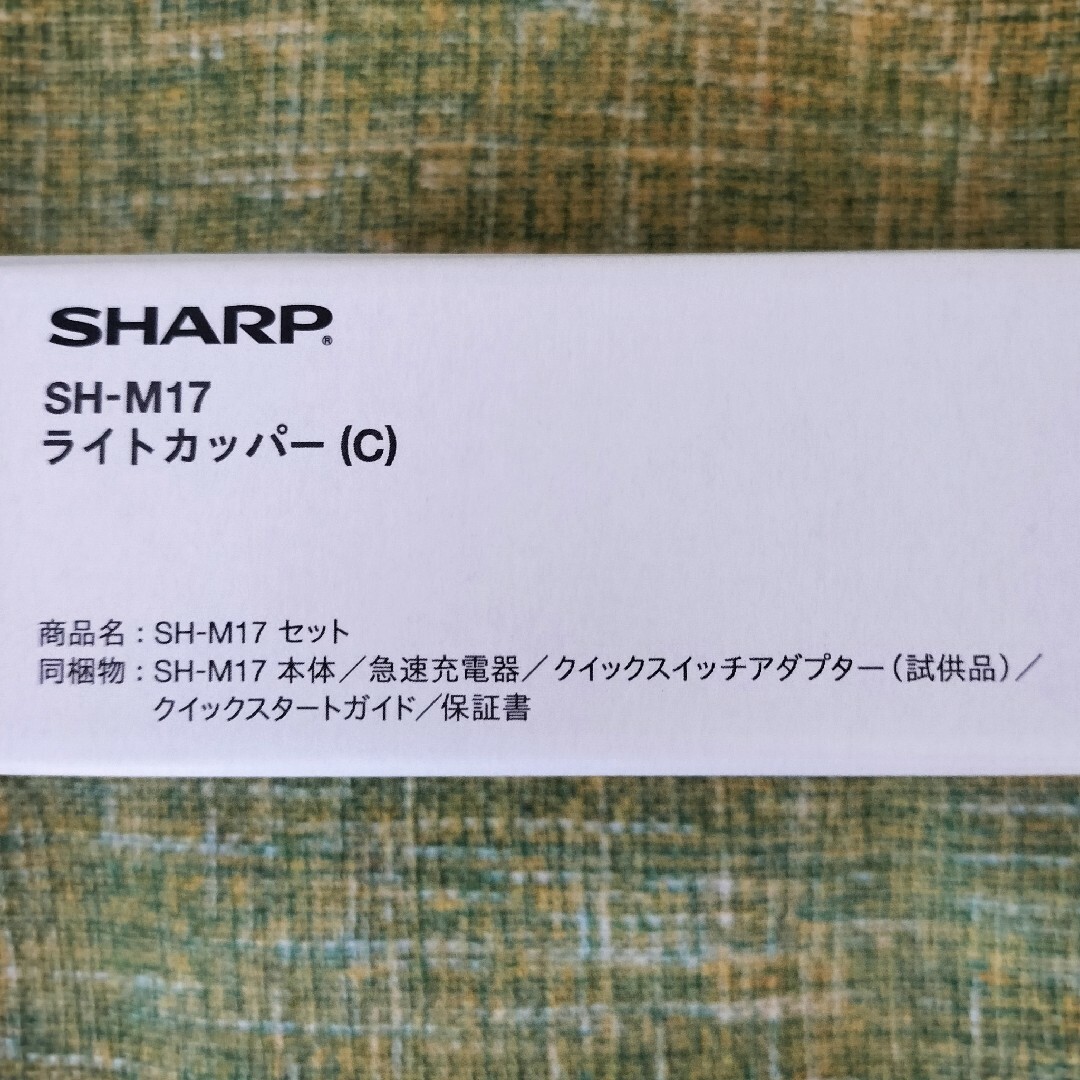 SHARP®
SH-M17
ライトカッパー (C)
商品名：SH-M17 セット
同梱物：SH-M17 本体／急速充電器／クイックスイッチアダプター（試供品）／
クイックスタートガイド／保証書